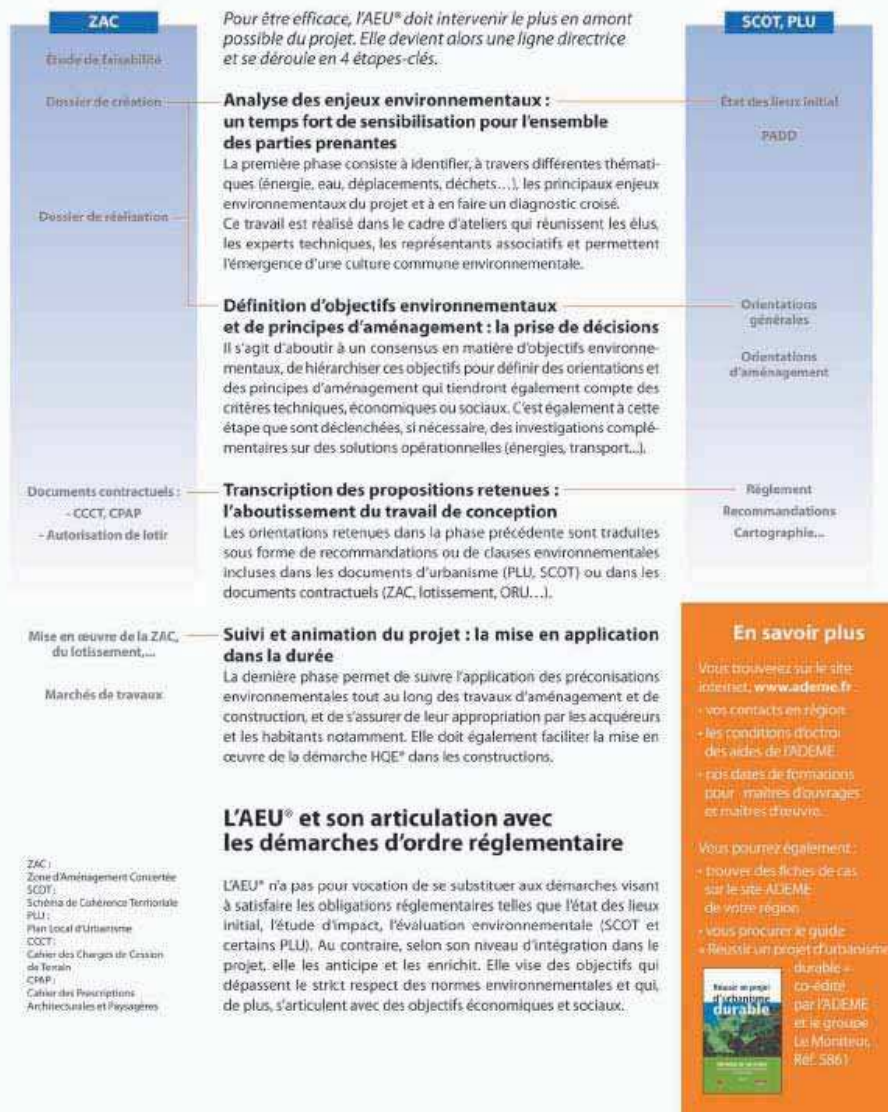 ZAC
Étude de faisabilité
Dossier de création
Dossier de réalisation
Documents contractuels :
- CCCT, CPAP
- Autorisation de lotir
Mise en œuvre de la ZAC,
du lotissement,...
Marchés de travaux
ZAC :
Zone d'Aménagement Concertée
SCOT :
Schéma de Cohérence Territoriale
PLU :
Plan Local d'Urbanisme
CCCT :
Cahier des Charges de Cession
de Terrain
CPAP :
Cahier des Prescriptions
Architecturales et Paysagères
Pour être efficace, l'AEU® doit intervenir le plus en amont
possible du projet. Elle devient alors une ligne directrice
et se déroule en 4 étapes-clés.
Analyse des enjeux environnementaux :
un temps fort de sensibilisation pour l'ensemble
des parties prenantes
La première phase consiste à identifier, à travers différentes thémati-
ques (énergie, eau, déplacements, déchets…), les principaux enjeux
environnementaux du projet et à en faire un diagnostic croisé.
Ce travail est réalisé dans le cadre d'ateliers qui réunissent les élus,
les experts techniques, les représentants associatifs et permettent
l'émergence d'une culture commune environnementale.
Définition d'objectifs environnementaux
et de principes d'aménagement : la prise de décisions
Il s'agit d'aboutir à un consensus en matière d'objectifs environne-
mentaux, de hiérarchiser ces objectifs pour définir des orientations et
des principes d'aménagement qui tiendront également compte des
critères techniques, économiques ou sociaux. C'est également à cette
étape que sont déclenchées, si nécessaire, des investigations complé-
mentaires sur des solutions opérationnelles (énergies, transport...).
Transcription des propositions retenues :
l'aboutissement du travail de conception
Les orientations retenues dans la phase précédente sont traduites
sous forme de recommandations ou de clauses environnementales
incluses dans les documents d'urbanisme (PLU, SCOT) ou dans les
documents contractuels (ZAC, lotissement, ORU…).
Suivi et animation du projet : la mise en application
dans la durée
La dernière phase permet de suivre l'application des préconisations
environnementales tout au long des travaux d'aménagement et de
construction, et de s'assurer de leur appropriation par les acquéreurs
et les habitants notamment. Elle doit également faciliter la mise en
œuvre de la démarche HQE® dans les constructions.
L'AEU® et son articulation avec
les démarches d'ordre réglementaire
L'AEU® n'a pas pour vocation de se substituer aux démarches visant
à satisfaire les obligations réglementaires telles que l'état des lieux
initial, l'étude d'impact, l'évaluation environnementale (SCOT et
certains PLU). Au contraire, selon son niveau d'intégration dans le
projet, elle les anticipe et les enrichit. Elle vise des objectifs qui
dépassent le strict respect des normes environnementales et qui,
de plus, s'articulent avec des objectifs économiques et sociaux.
SCOT, PLU
État des lieux initial
PADD
Orientations
générales
Orientations
d'aménagement
Règlement
Recommandations
Cartographie...
En savoir plus
Vous trouverez sur le site
internet, www.ademe.fr :
• vos contacts en région
• les conditions d'octroi
des aides de l'ADEME
• nos dates de formations
pour maîtres d'ouvrages
et maîtres d'œuvre.
Vous pourrez également :
• trouver des fiches de cas
sur le site ADEME
de votre région
• vous procurer le guide
« Réussir un projet d'urbanisme
durable »
co-édité
par l'ADEME
et le groupe
Le Moniteur,
Réf. 5861
Réussir un projet
d'urbanisme
durable